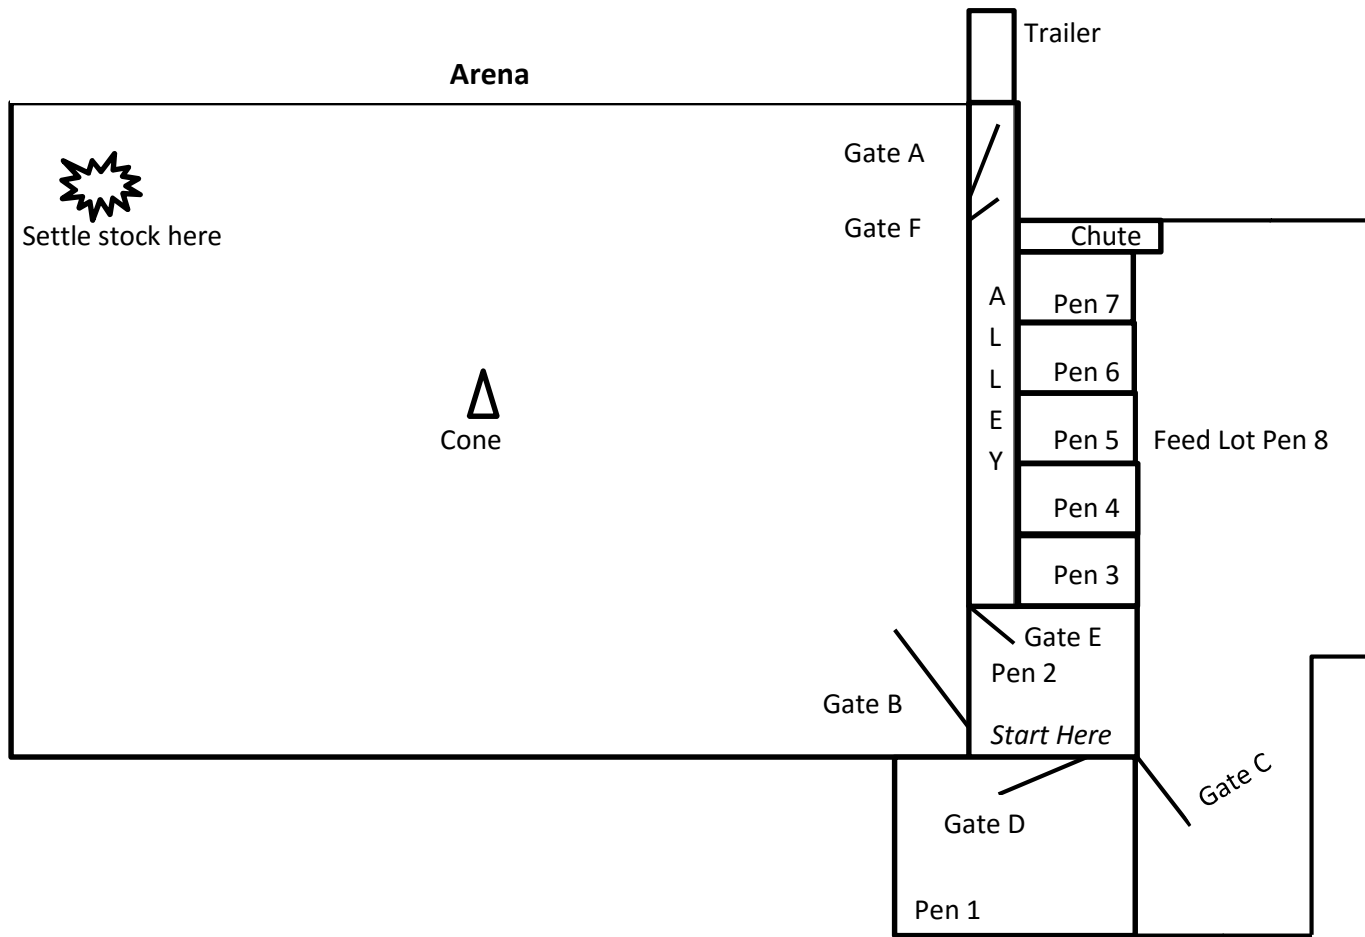 Trailer
Arena
Gate A
Settle stock here
Gate F
Chute
A
L
L
E
Y
Pen 7
Pen 6
Cone
Pen 5
Feed Lot Pen 8
Pen 4
Pen 3
Gate E
Pen 2
Gate B
Start Here
Gate C
Gate D
Pen 1